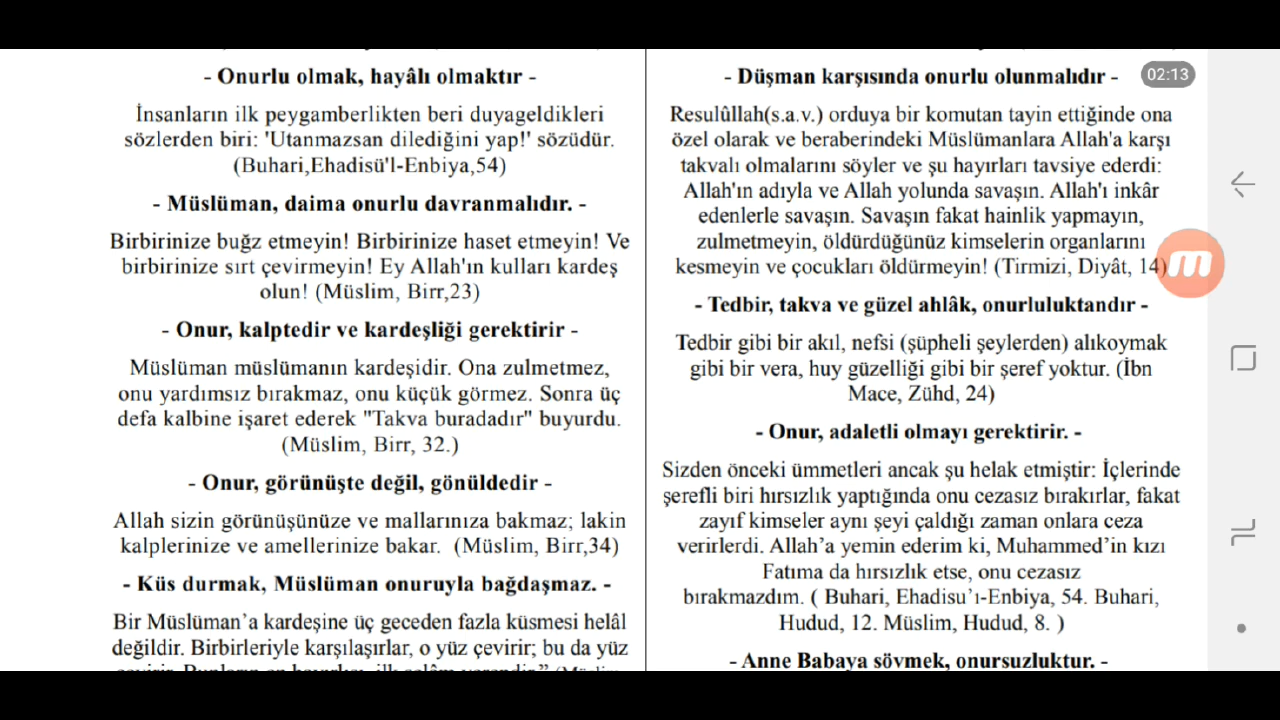 - Onurlu olmak, hayâlı olmaktır -
İnsanların ilk peygamberlikten beri duyageldikleri
sözlerden biri: 'Utanmazsan dilediğini yap!' sözüdür.
(Buhari,Ehadisü'l-Enbiya,54)
- Müslüman, daima onurlu davranmalıdır. -
Birbirinize buğz etmeyin! Birbirinize haset etmeyin! Ve
birbirinize sırt çevirmeyin! Ey Allah'ın kulları kardeş
olun! (Müslim, Birr,23)
- Onur, kalptedir ve kardeşliği gerektirir -
Müslüman müslümanın kardeşidir. Ona zulmetmez,
onu yardımsız bırakmaz, onu küçük görmez. Sonra üç
defa kalbine işaret ederek "Takva buradadır" buyurdu.
(Müslim, Birr, 32.)
- Onur, görünüşte değil, gönüldedir -
Allah sizin görünüşünüze ve mallarınıza bakmaz; lakin
kalplerinize ve amellerinize bakar. (Müslim, Birr,34)
- Küs durmak, Müslüman onuruyla bağdaşmaz. -
Bir Müslüman’a kardeşine üç geceden fazla küsmesi helâl
değildir. Birbirleriyle karşılaşırlar, o yüz çevirir; bu da yüz
- Düşman karşısında onurlu olunmalıdır -
02:13
Resulûllah(s.a.v.) orduya bir komutan tayin ettiğinde ona
özel olarak ve beraberindeki Müslümanlara Allah'a karşı
takvalı olmalarını söyler ve şu hayırları tavsiye ederdi:
Allah'ın adıyla ve Allah yolunda savaşın. Allah'ı inkâr
edenlerle savaşın. Savaşın fakat hainlik yapmayın,
zulmetmeyin, öldürdüğünüz kimselerin organlarını
kesmeyin ve çocukları öldürmeyin! (Tirmizi, Diyât, 14)
- Tedbir, takva ve güzel ahlâk, onurluluktandır -
Tedbir gibi bir akıl, nefsi (şüpheli şeylerden) alıkoymak
gibi bir vera, huy güzelliği gibi bir şeref yoktur. (İbn
Mace, Zühd, 24)
- Onur, adaletli olmayı gerektirir. -
Sizden önceki ümmetleri ancak şu helak etmiştir: İçlerinde
şerefli biri hırsızlık yaptığında onu cezasız bırakırlar, fakat
zayıf kimseler aynı şeyi çaldığı zaman onlara ceza
verirlerdi. Allah’a yemin ederim ki, Muhammed’in kızı
Fatıma da hırsızlık etse, onu cezasız
bırakmazdım. ( Buhari, Ehadisu’ı-Enbiya, 54. Buhari,
Hudud, 12. Müslim, Hudud, 8. )
- Anne Babaya sövmek, onursuzluktur. -